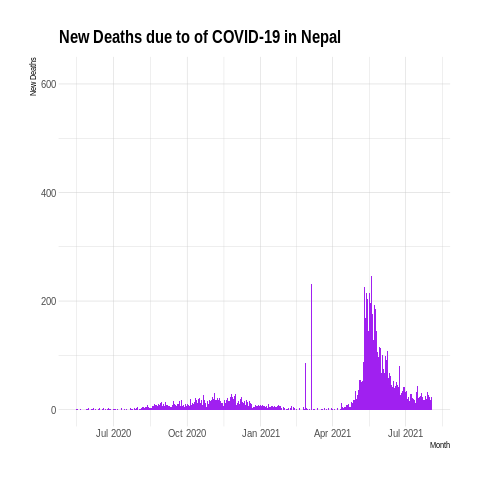 New Deaths due to of COVID-19 in Nepal
New Deaths
600
400
200
0
Jul 2020
Oct 2020
Jan 2021
Apr 2021
Jul 2021
Month